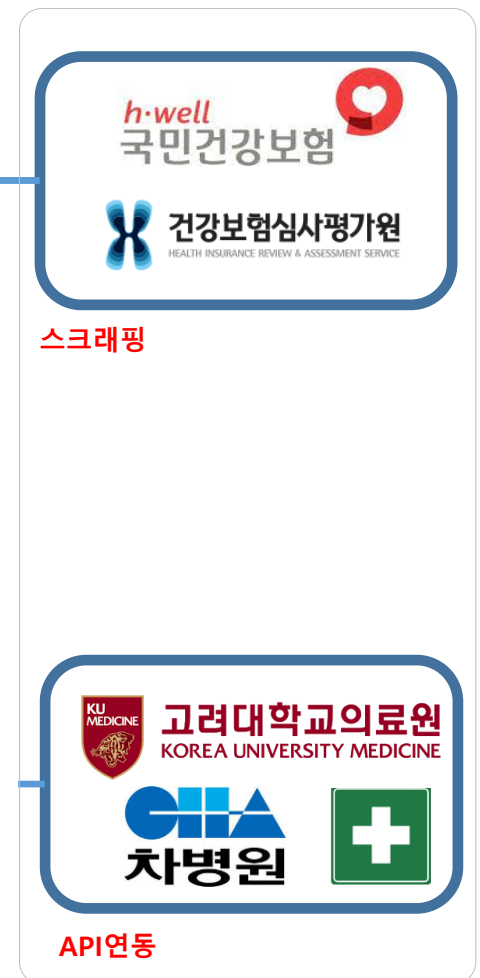 h·well
국민건강보험
건강보험심사평가원
HEALTH INSURANCE REVIEW & ASSESSMENT SERVICE
스크래핑
KU
MEDICINE
고려대학교의료원
KOREA UNIVERSITY MEDICINE
CHA
차병원
API연동